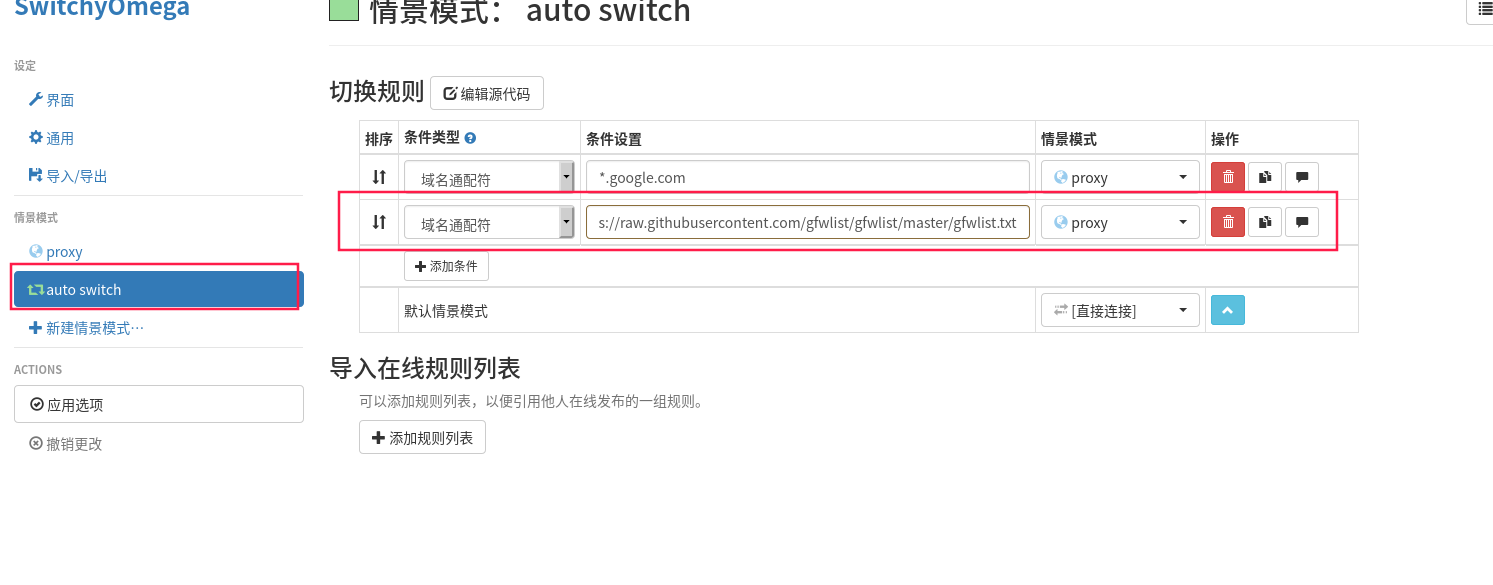 SwitchyOmega
情景模式： auto switch
设定
界面
通用
导入/导出
情景模式
proxy
auto switch
新建情景模式…
ACTIONS
应用选项
撤销更改
切换规则 编辑源代码
排序 条件类型 条件设置 情景模式 操作
域名通配符 *.google.com proxy
域名通配符 s://raw.githubusercontent.com/gfwlist/gfwlist/master/gfwlist.txt proxy
添加条件
默认情景模式 [直接连接]
导入在线规则列表
可以添加规则列表，以便引用他人在线发布的一组规则。
添加规则列表